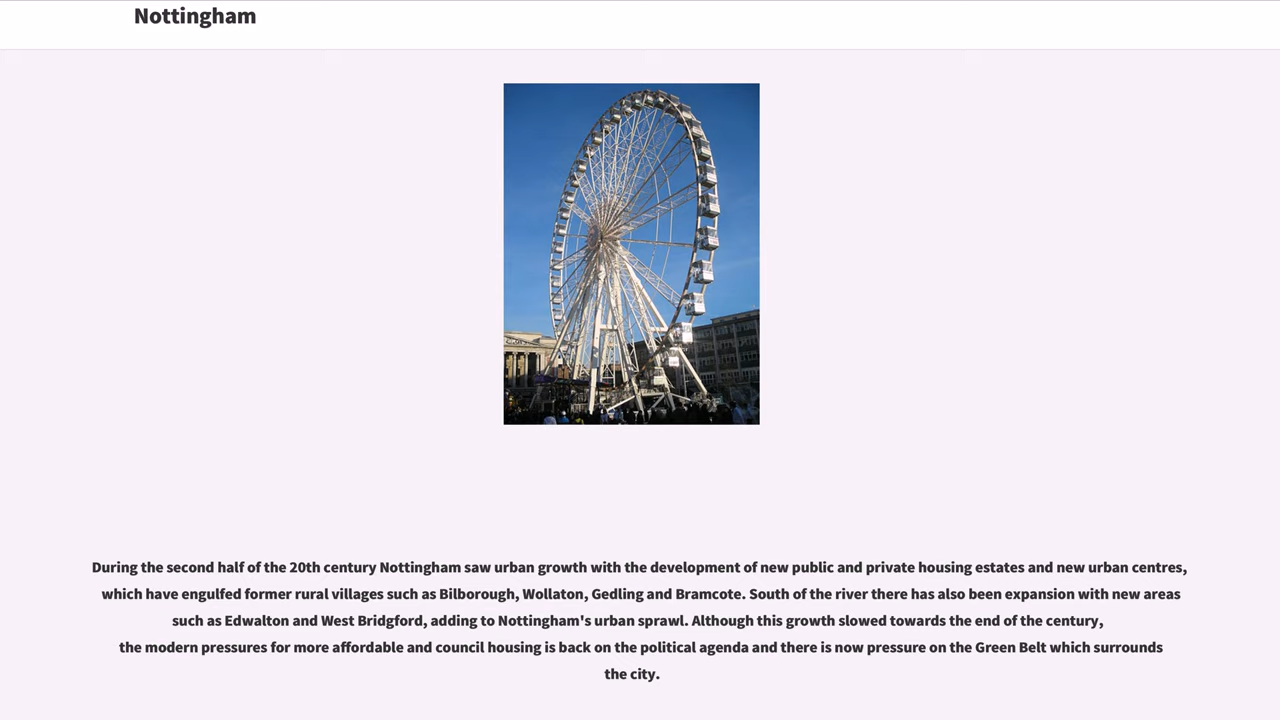 Nottingham
During the second half of the 20th century Nottingham saw urban growth with the development of new public and private housing estates and new urban centres,
which have engulfed former rural villages such as Bilborough, Wollaton, Gedling and Bramcote. South of the river there has also been expansion with new areas
such as Edwalton and West Bridgford, adding to Nottingham's urban sprawl. Although this growth slowed towards the end of the century,
the modern pressures for more affordable and council housing is back on the political agenda and there is now pressure on the Green Belt which surrounds
the city.